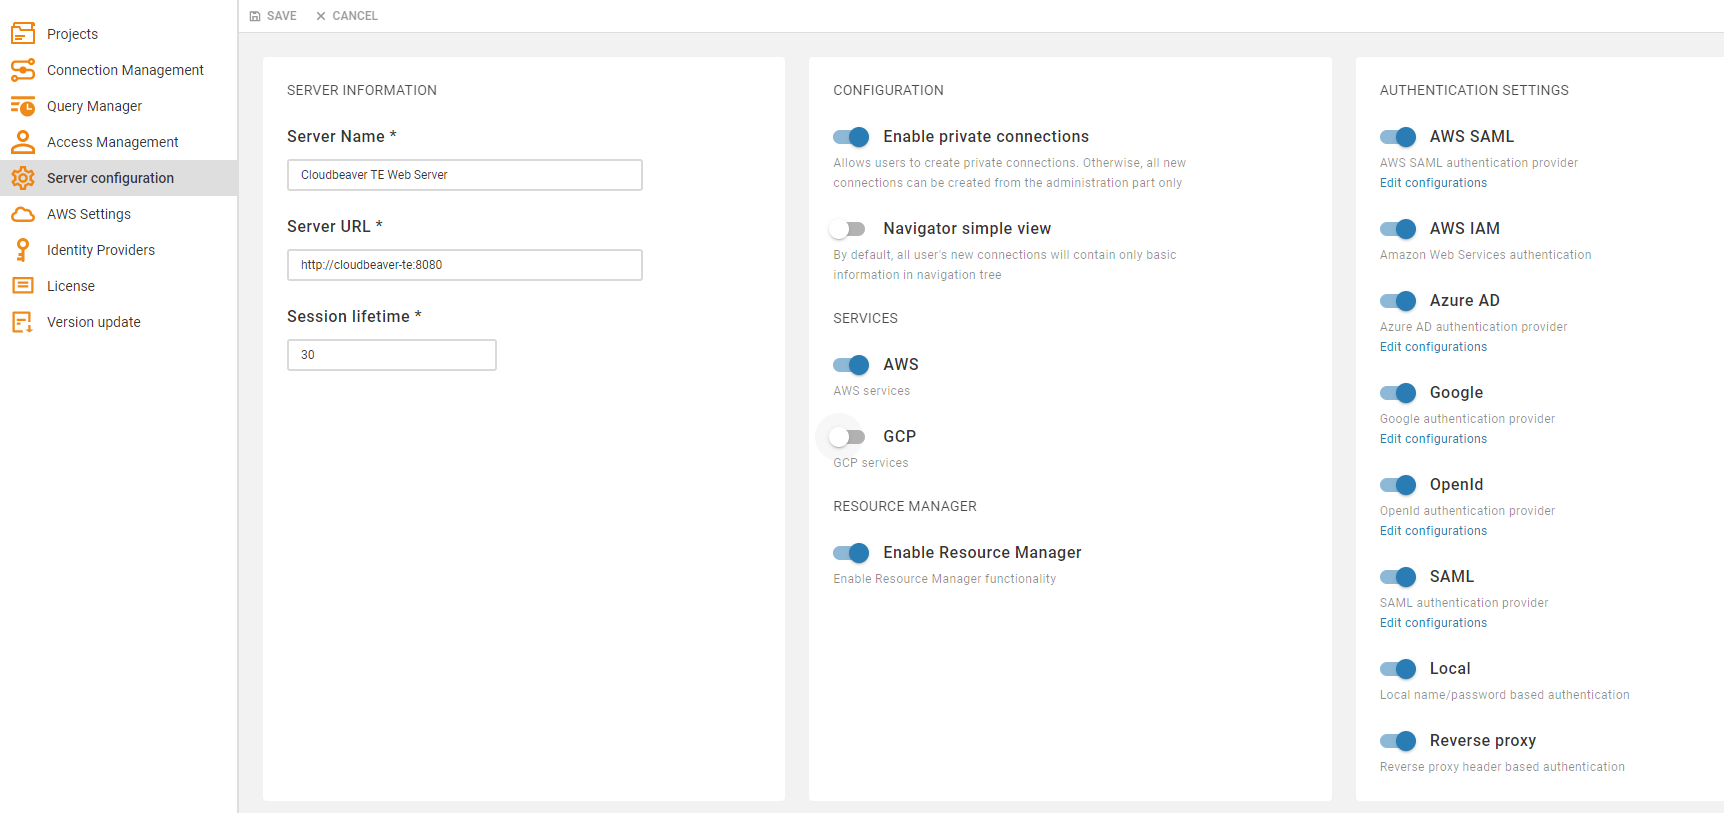 SAVE
CANCEL
Projects
Connection Management
Query Manager
Access Management
Server configuration
AWS Settings
Identity Providers
License
Version update
SERVER INFORMATION
Server Name *
Cloudbeaver TE Web Server
Server URL *
http://cloudbeaver-te:8080
Session lifetime *
30
CONFIGURATION
Enable private connections
Allows users to create private connections. Otherwise, all new
connections can be created from the administration part only
Navigator simple view
By default, all user's new connections will contain only basic
information in navigation tree
SERVICES
AWS
AWS services
GCP
GCP services
RESOURCE MANAGER
Enable Resource Manager
Enable Resource Manager functionality
AUTHENTICATION SETTINGS
AWS SAML
AWS SAML authentication provider
Edit configurations
AWS IAM
Amazon Web Services authentication
Azure AD
Azure AD authentication provider
Edit configurations
Google
Google authentication provider
Edit configurations
OpenId
OpenId authentication provider
Edit configurations
SAML
SAML authentication provider
Edit configurations
Local
Local name/password based authentication
Reverse proxy
Reverse proxy header based authentication